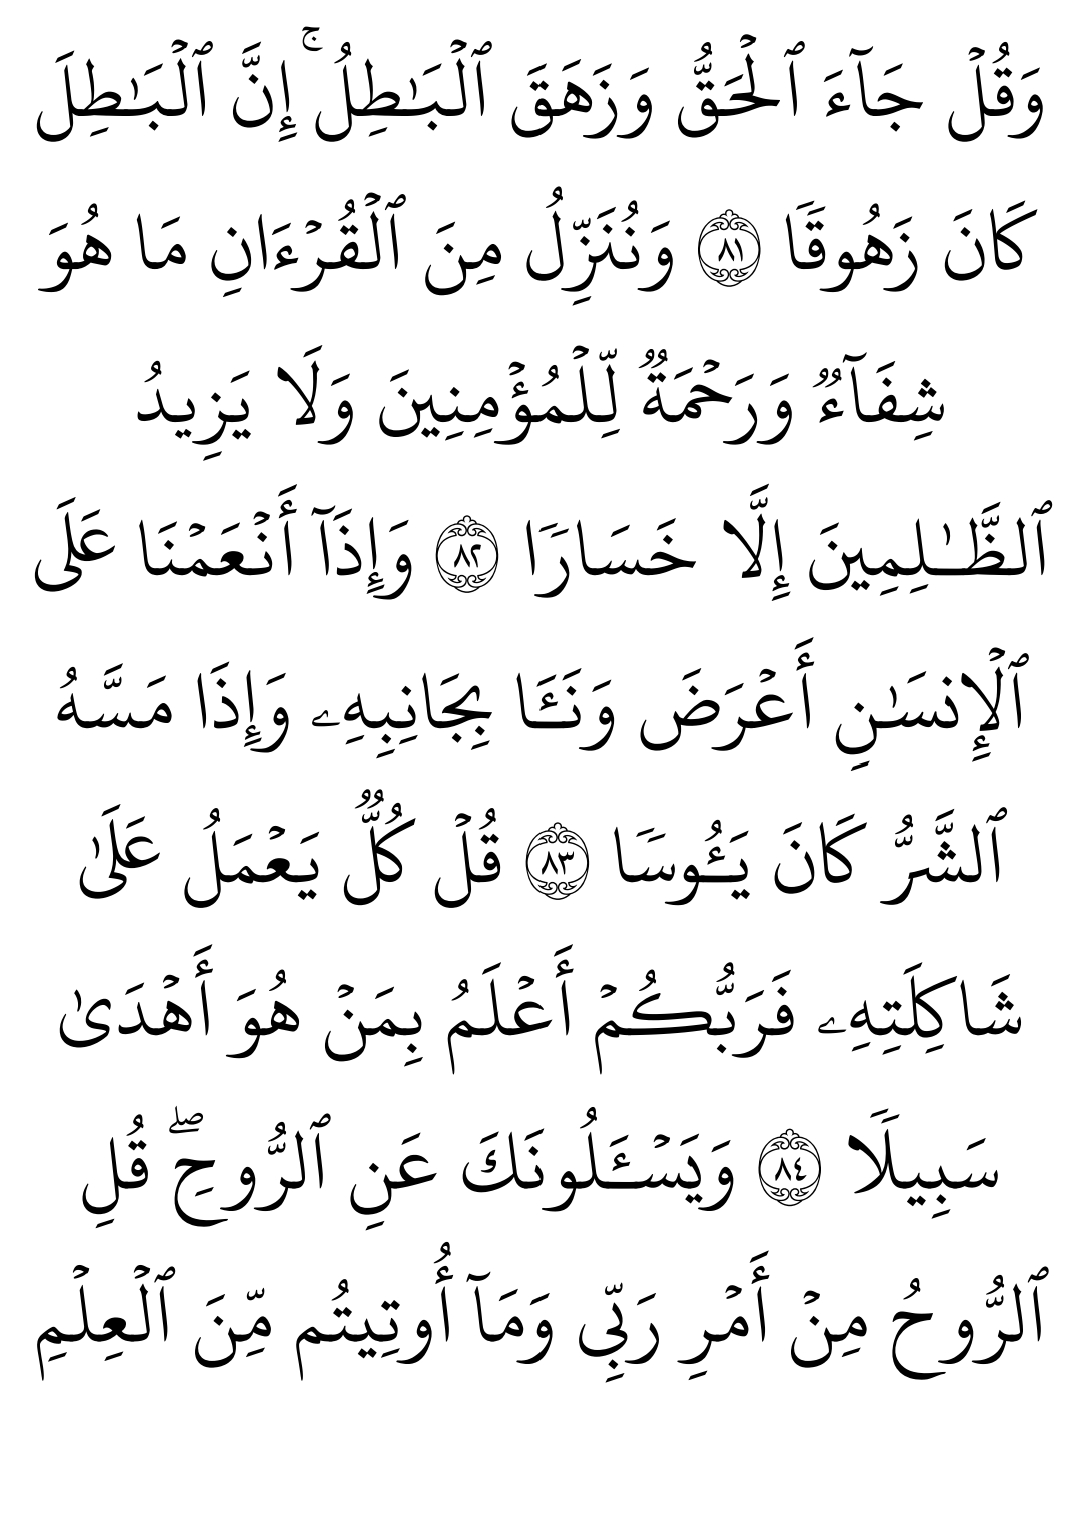 وَقُلۡ جَآءَ ٱلۡحَقُّ وَزَهَقَ ٱلۡبَٰطِلُۚ إِنَّ ٱلۡبَٰطِلَ
كَانَ زَهُوقٗا ٨١ وَنُنَزِّلُ مِنَ ٱلۡقُرۡءَانِ مَا هُوَ
شِفَآءٞ وَرَحۡمَةٞ لِّلۡمُؤۡمِنِينَ وَلَا يَزِيدُ
ٱلظَّٰلِمِينَ إِلَّا خَسَارٗا ٨٢ وَإِذَآ أَنۡعَمۡنَا عَلَى
ٱلۡإِنسَٰنِ أَعۡرَضَ وَنَـَٔا بِجَانِبِهِۦ وَإِذَا مَسَّهُ
ٱلشَّرُّ كَانَ يَـُٔوسٗا ٨٣ قُلۡ كُلّٞ يَعۡمَلُ عَلَىٰ
شَاكِلَتِهِۦ فَرَبُّكُمۡ أَعۡلَمُ بِمَنۡ هُوَ أَهۡدَىٰ
سَبِيلٗا ٨٤ وَيَسۡـَٔلُونَكَ عَنِ ٱلرُّوحِۖ قُلِ
ٱلرُّوحُ مِنۡ أَمۡرِ رَبِّي وَمَآ أُوتِيتُم مِّنَ ٱلۡعِلۡمِ